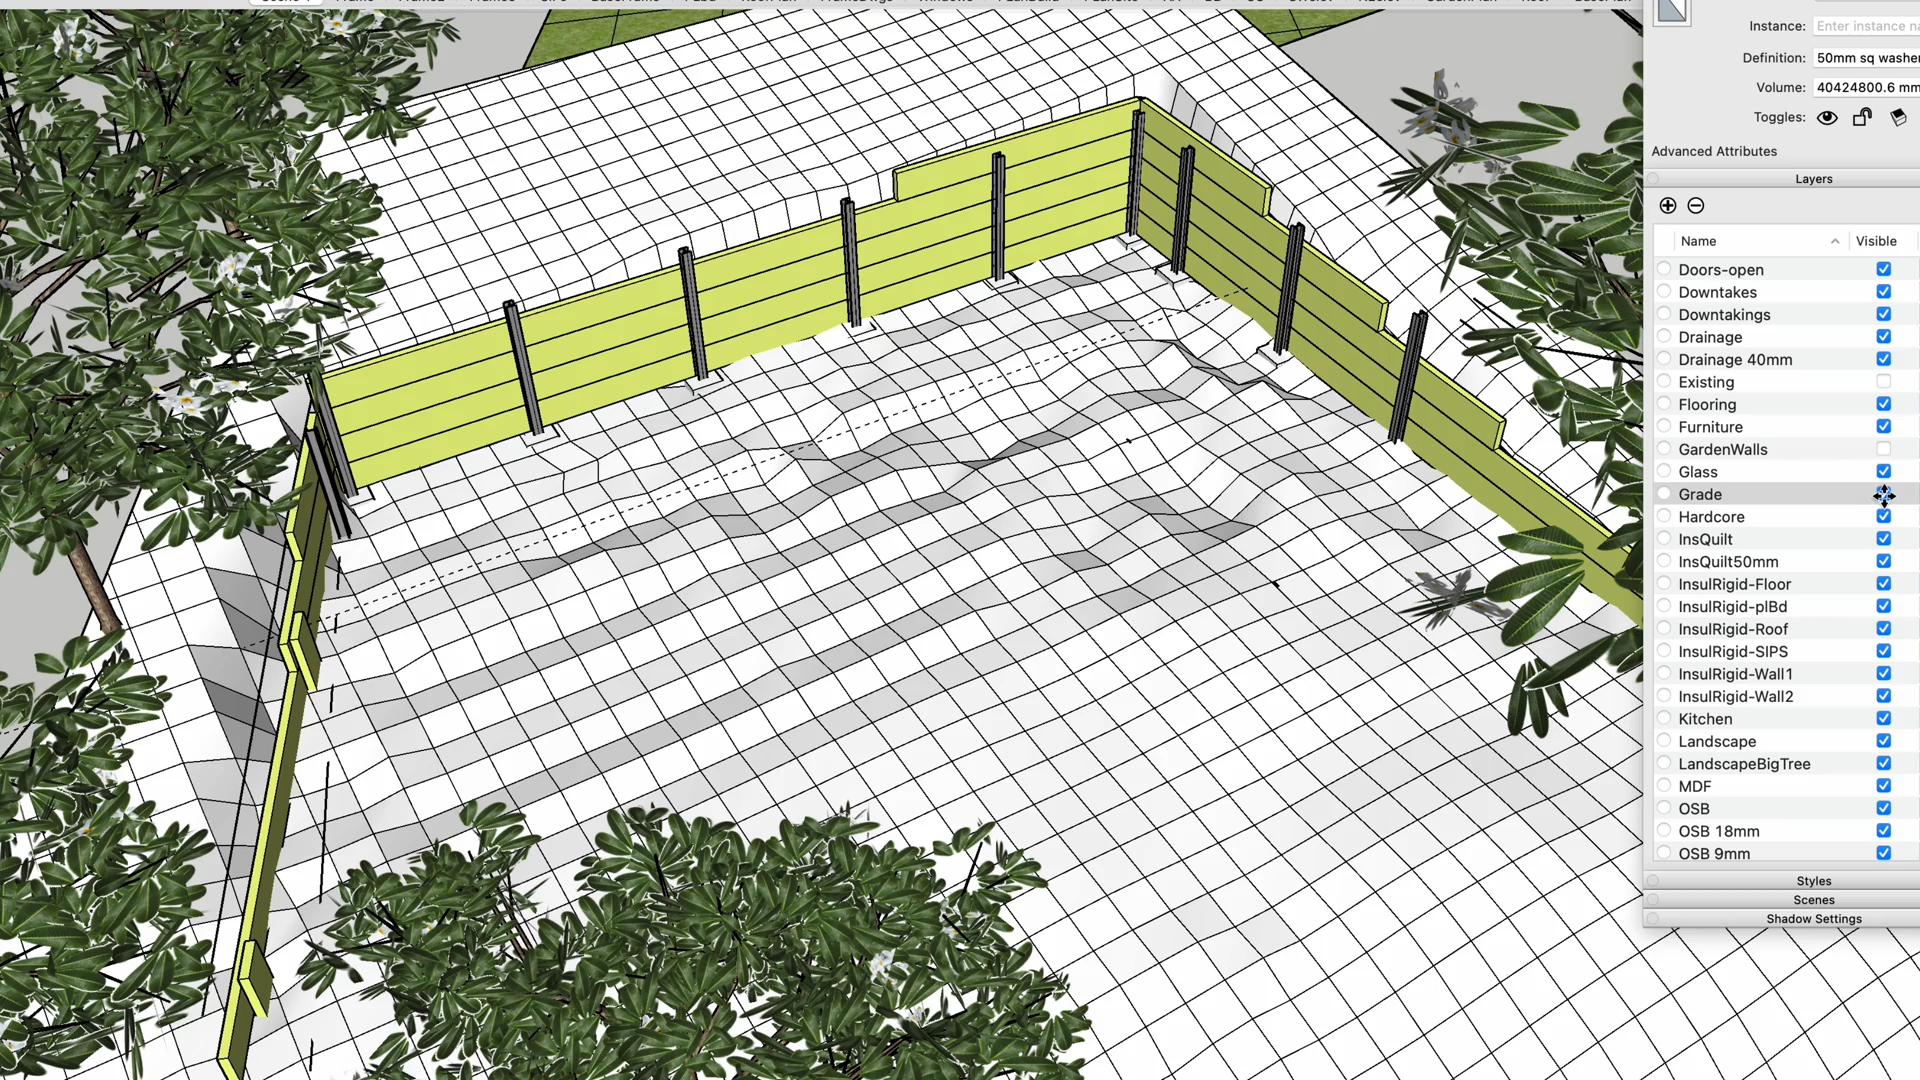 Instance: Enter instance na
Definition: 50mm sq washer
Volume: 40424800.6 mm
Toggles:
Advanced Attributes
Layers
Name Visible
Doors-open
Downtakes
Downtakings
Drainage
Drainage 40mm
Existing
Flooring
Furniture
GardenWalls
Glass
Grade
Hardcore
InsQuilt
InsQuilt50mm
InsulRigid-Floor
InsulRigid-plBd
InsulRigid-Roof
InsulRigid-SIPS
InsulRigid-Wall1
InsulRigid-Wall2
Kitchen
Landscape
LandscapeBigTree
MDF
OSB
OSB 18mm
OSB 9mm
Styles
Scenes
Shadow Settings